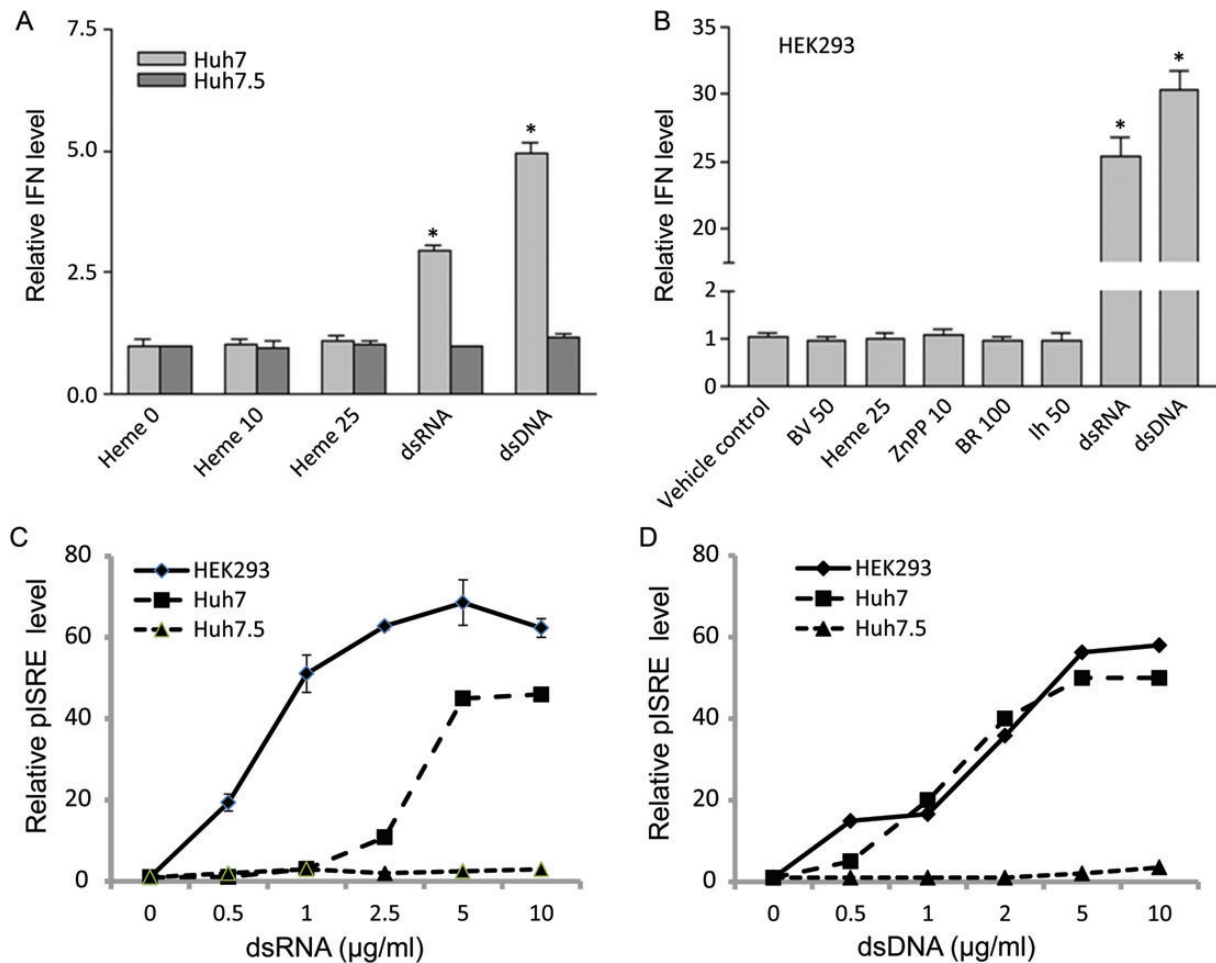 A
Relative IFN level
7.5
5.0
2.5
0.0
Huh7
Huh7.5
*
*
Heme 0
Heme 10
Heme 25
dsRNA
dsDNA
B
Relative IFN level
35
30
25
20
2
1
0
HEK293
*
*
Vehicle control
BV 50
Heme 25
ZnPP 10
BR 100
Ih 50
dsRNA
dsDNA
C
Relative pISRE level
80
60
40
20
0
HEK293
Huh7
Huh7.5
0 0.5 1 2.5 5 10
dsRNA (μg/ml)
D
Relative pISRE level
80
60
40
20
0
HEK293
Huh7
Huh7.5
0 0.5 1 2 5 10
dsDNA (μg/ml)